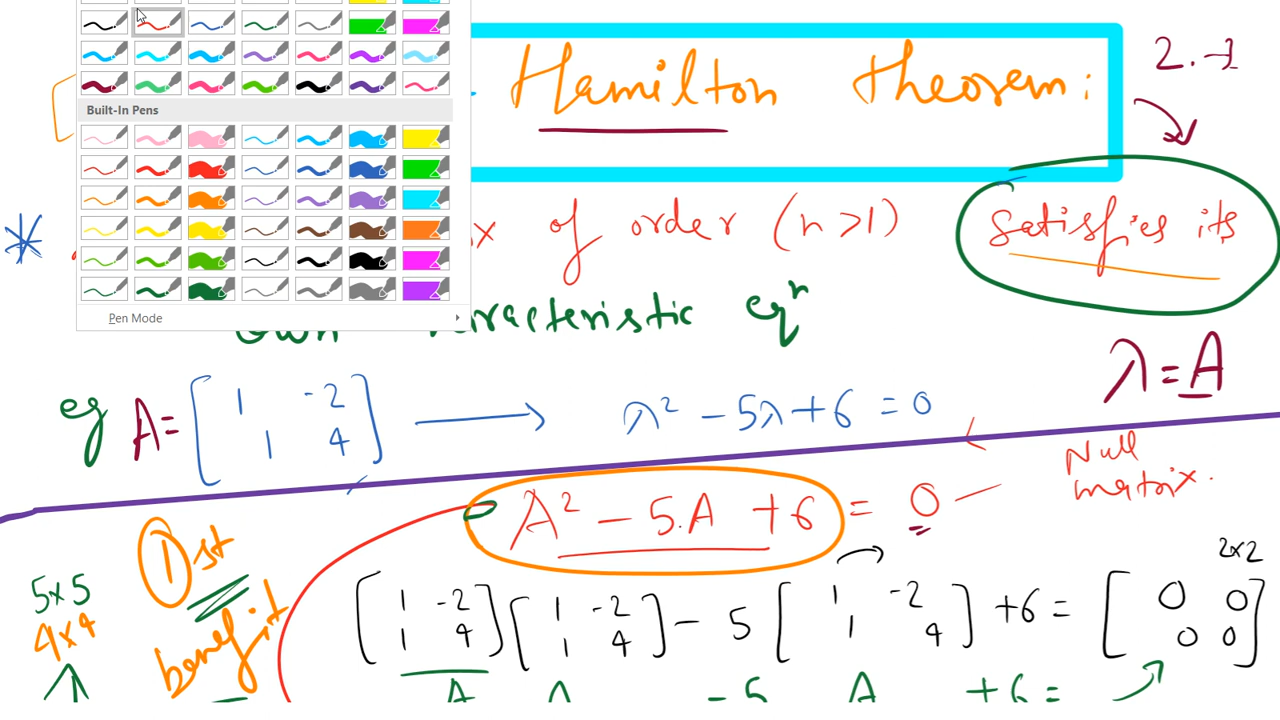 Built-In Pens
Pen Mode
Hamilton theorem:
2. -1
* x of order (n >1) satisfies its
own characteristic eqⁿ
λ = A
eg A = [ 1 -2
1 4 ] → λ² - 5λ + 6 = 0
Null
matrix.
A² - 5.A + 6 = 0 —
1st
benefit
5x5
4x4
2x2
[ 1 -2 ] [ 1 -2 ] - 5 [ 1 -2 ] + 6 = [ 0 0 ]
[ 1 4 ] [ 1 4 ] [ 1 4 ] [ 0 0 ]
A A - 5 A + 6 =